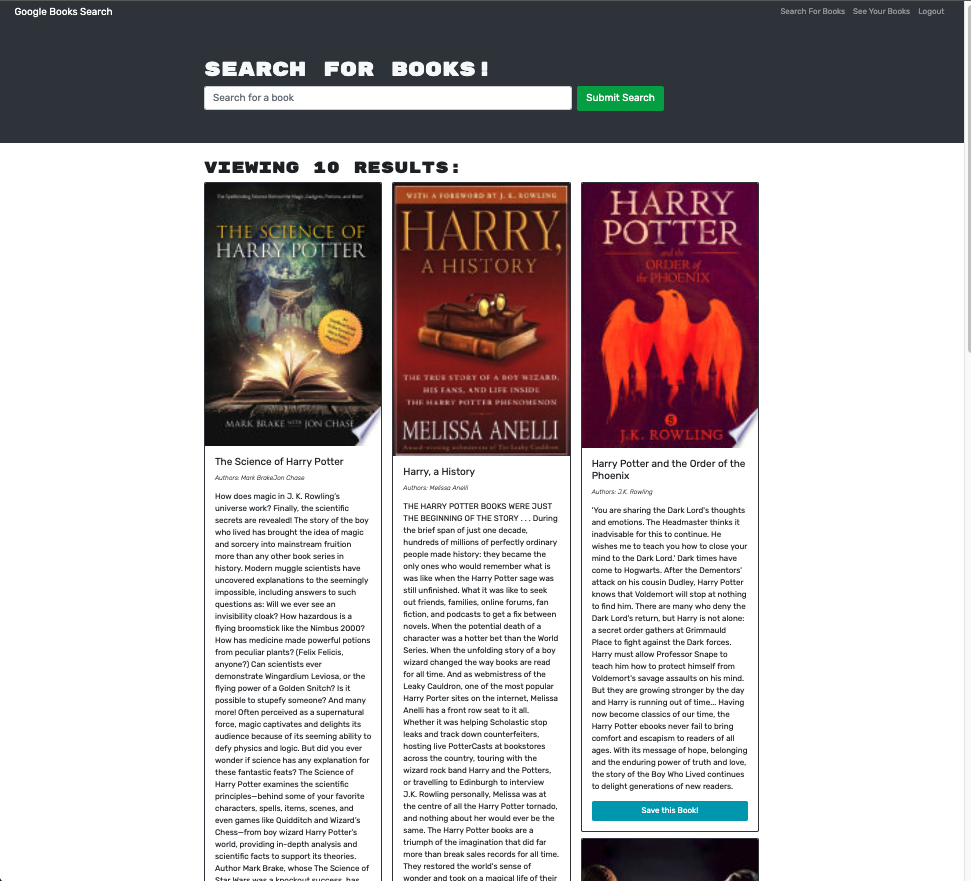 Google Books Search
Search For Books
See Your Books
Logout
SEARCH FOR BOOKS!
Search for a book
Submit Search
VIEWING 10 RESULTS:
THE SCIENCE OF
HARRY POTTER
MARK BRAKE WITH JON CHASE
The Science of Harry Potter
Authors: Mark BrakeJon Chase
How does magic in J. K. Rowling's
universe work? Finally, the scientific
secrets are revealed! The story of the boy
who lived has brought the idea of magic
and sorcery into mainstream fruition
more than any other book series in
history. Modern muggle scientists have
uncovered explanations to the seemingly
impossible, including answers to such
questions as: Will we ever see an
invisibility cloak? How hazardous is a
flying broomstick like the Nimbus 2000?
How has medicine made powerful potions
from peculiar plants? (Felix Felicis,
anyone?) Can scientists ever
demonstrate Wingardium Leviosa, or the
flying power of a Golden Snitch? Is it
possible to stupefy someone? And many
more! Often perceived as a supernatural
force, magic captivates and delights its
audience because of its seeming ability to
defy physics and logic. But did you ever
wonder if science has any explanation for
these fantastic feats? The Science of
Harry Potter examines the scientific
principles—behind some of your favorite
characters, spells, items, scenes, and
even games like Quidditch and Wizard's
Chess—from boy wizard Harry Potter's
world, providing in-depth analysis and
scientific facts to support its theories.
Author Mark Brake, whose The Science of
Star Wars was a knockout success, has
WITH A FOREWORD BY J. K. ROWLING
HARRY,
A HISTORY
THE TRUE STORY OF A BOY WIZARD,
HIS FANS, AND LIFE INSIDE
THE HARRY POTTER PHENOMENON
MELISSA ANELLI
Award-winning webmistress of The Leaky Cauldron
Harry, a History
Authors: Melissa Anelli
THE HARRY POTTER BOOKS WERE JUST
THE BEGINNING OF THE STORY . . . During
the brief span of just one decade,
hundreds of millions of perfectly ordinary
people made history: they became the
only ones who would remember what is
was like when the Harry Potter sage was
still unfinished. What it was like to seek
out friends, families, online forums, fan
fiction, and podcasts to get a fix between
novels. When the potential death of a
character was a hotter bet than the World
Series. When the unfolding story of a boy
wizard changed the way books are read
for all time. And as webmistress of the
Leaky Cauldron, one of the most popular
Harry Porter sites on the internet, Melissa
Anelli has a front row seat to it all.
Whether it was helping Scholastic stop
leaks and track down counterfeiters,
hosting live PotterCasts at bookstores
across the country, touring with the
wizard rock band Harry and the Potters,
or travelling to Edinburgh to interview
J.K. Rowling personally, Melissa was at
the centre of all the Harry Potter tornado,
and nothing about her would ever be the
same. The Harry Potter books are a
triumph of the imagination that did far
more than break sales records for all time.
They restored the world's sense of
wonder and took on a magical life of their
HARRY
POTTER
and the
ORDER of
the PHOENIX
5
J.K. ROWLING
Harry Potter and the Order of the
Phoenix
Authors: J.K. Rowling
'You are sharing the Dark Lord's thoughts
and emotions. The Headmaster thinks it
inadvisable for this to continue. He
wishes me to teach you how to close your
mind to the Dark Lord.' Dark times have
come to Hogwarts. After the Dementors'
attack on his cousin Dudley, Harry Potter
knows that Voldemort will stop at nothing
to find him. There are many who deny the
Dark Lord's return, but Harry is not alone:
a secret order gathers at Grimmauld
Place to fight against the Dark forces.
Harry must allow Professor Snape to
teach him how to protect himself from
Voldemort's savage assaults on his mind.
But they are growing stronger by the day
and Harry is running out of time... Having
now become classics of our time, the
Harry Potter ebooks never fail to bring
comfort and escapism to readers of all
ages. With its message of hope, belonging
and the enduring power of truth and love,
the story of the Boy Who Lived continues
to delight generations of new readers.
Save this Book!